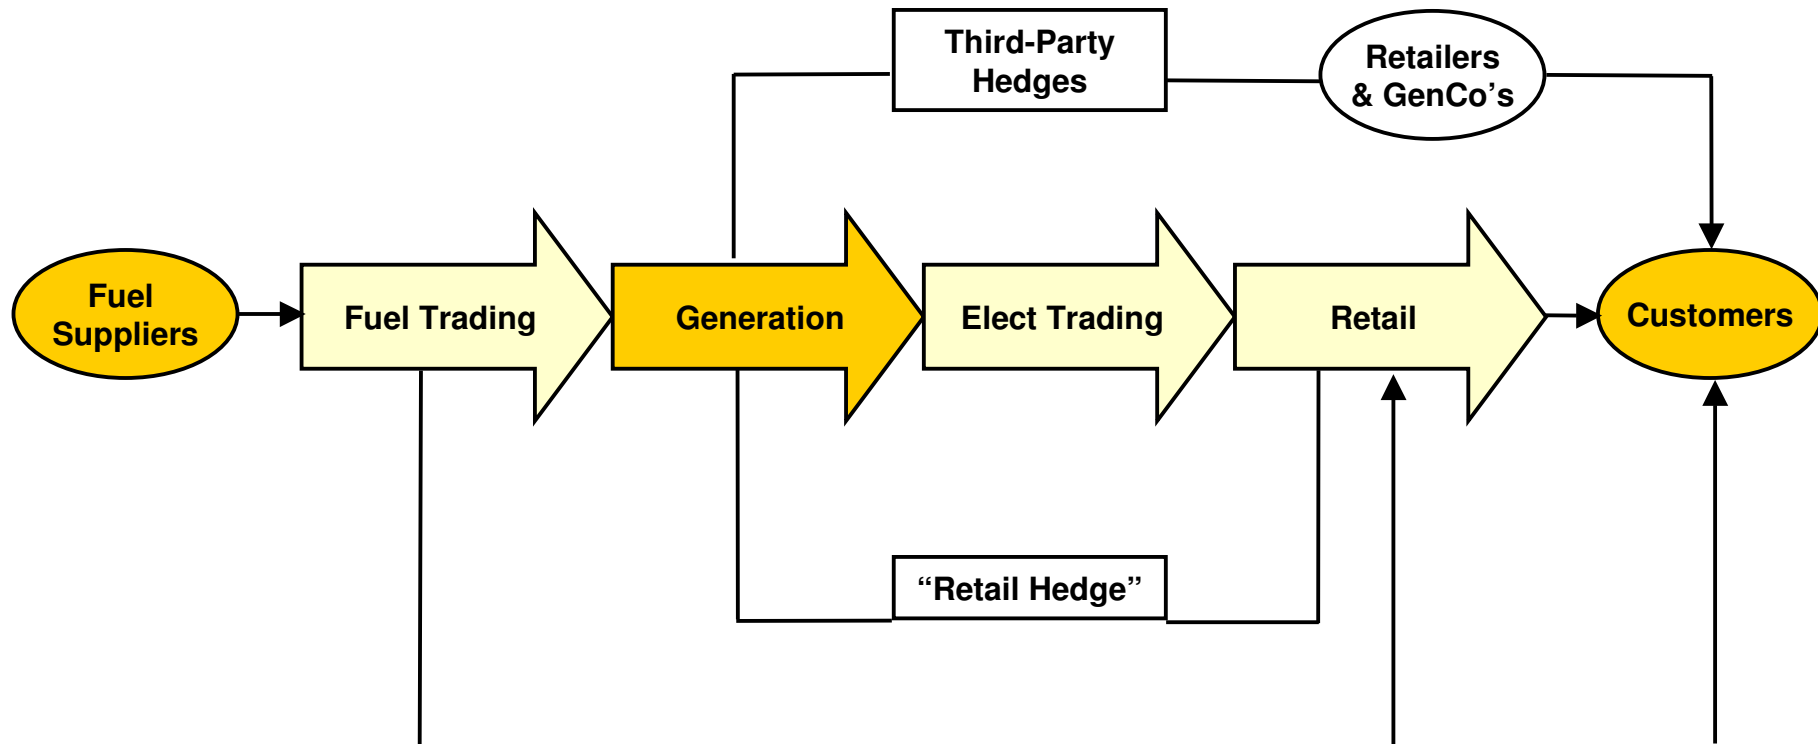 Third-Party
Hedges
Retailers
& GenCo’s
Fuel
Suppliers
Fuel Trading
Generation
Elect Trading
Retail
Customers
“Retail Hedge”